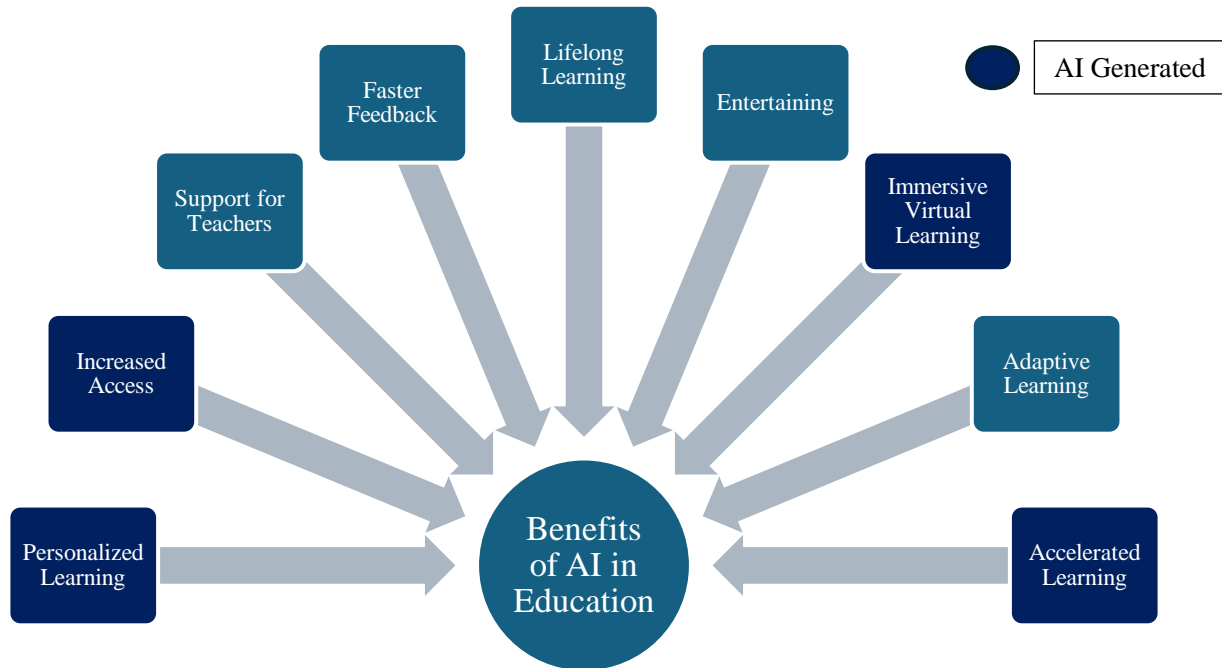 Lifelong
Learning
AI Generated
Faster
Feedback
Entertaining
Support for
Teachers
Immersive
Virtual
Learning
Increased
Access
Adaptive
Learning
Personalized
Learning
Benefits
of AI in
Education
Accelerated
Learning